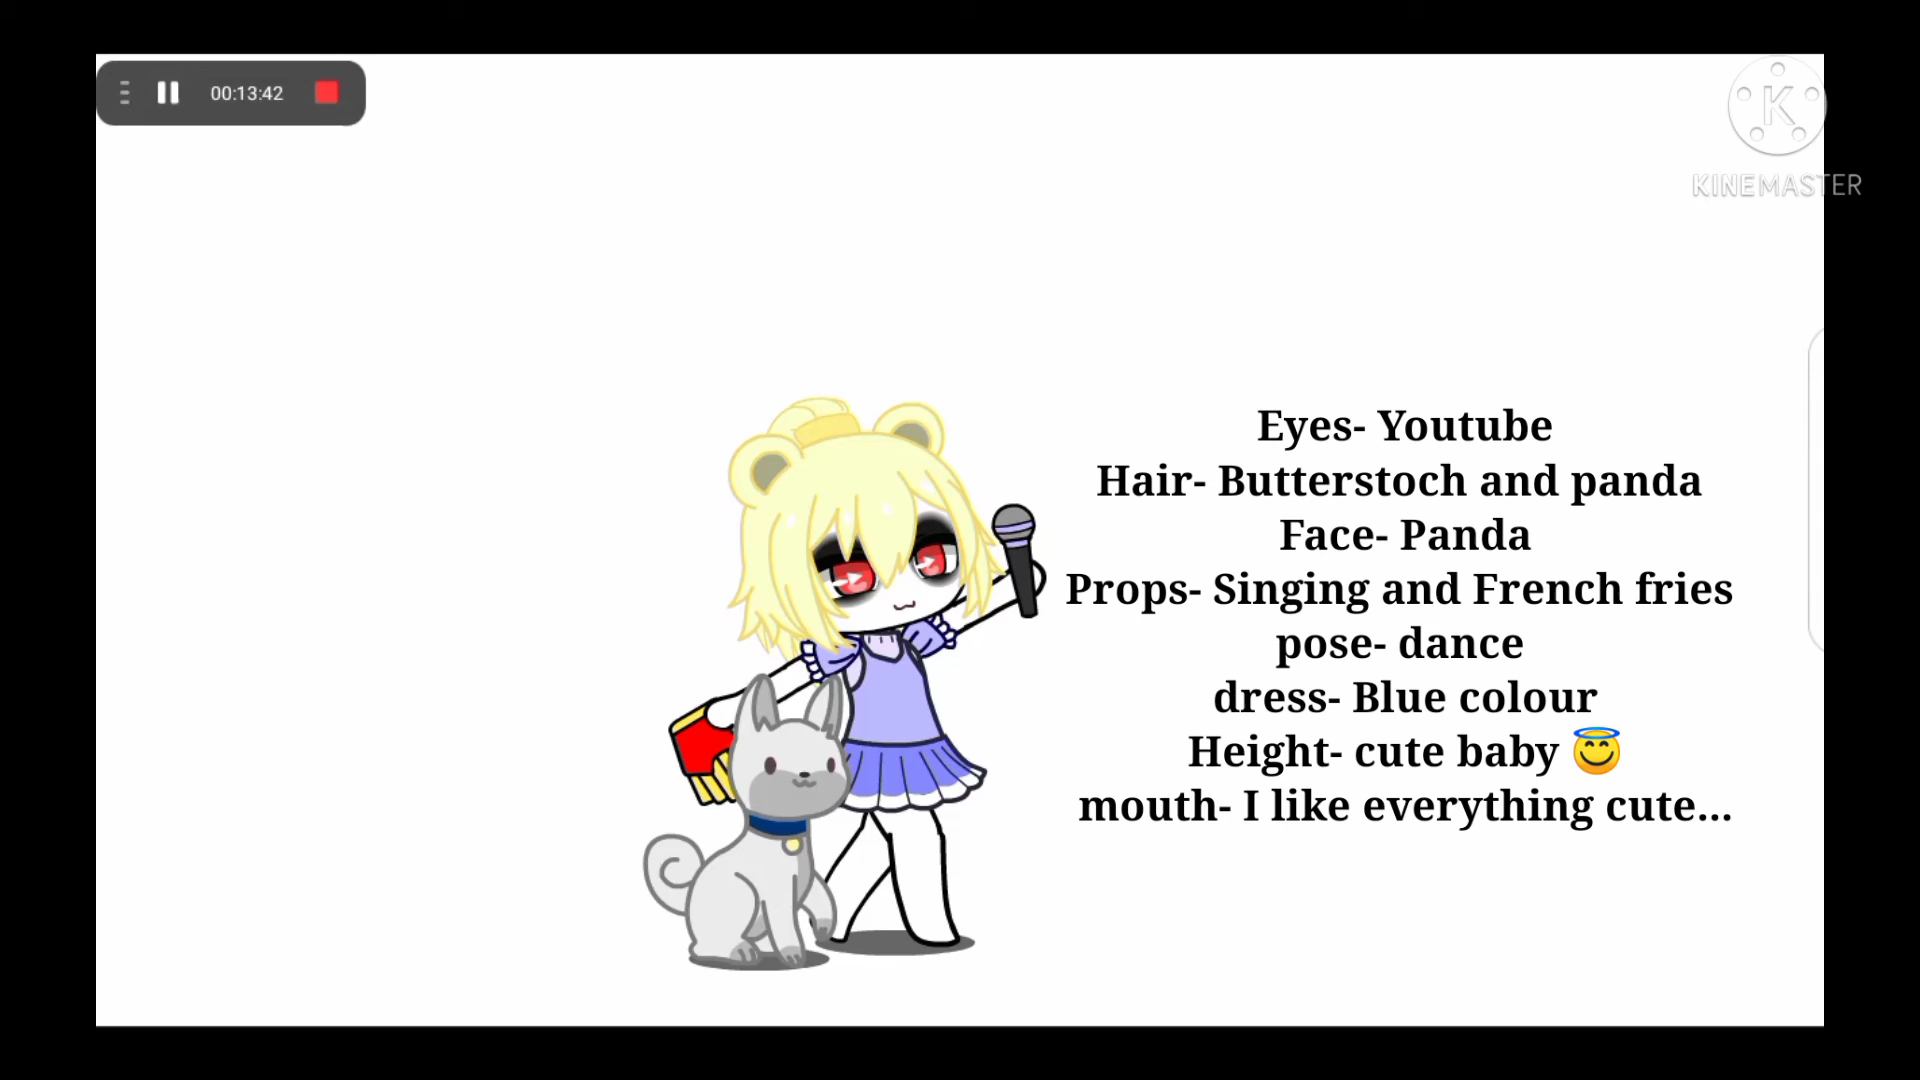 00:13:42
K
KINEMASTER
Eyes- Youtube
Hair- Butterstoch and panda
Face- Panda
Props- Singing and French fries
pose- dance
dress- Blue colour
Height- cute baby 😇
mouth- I like everything cute...